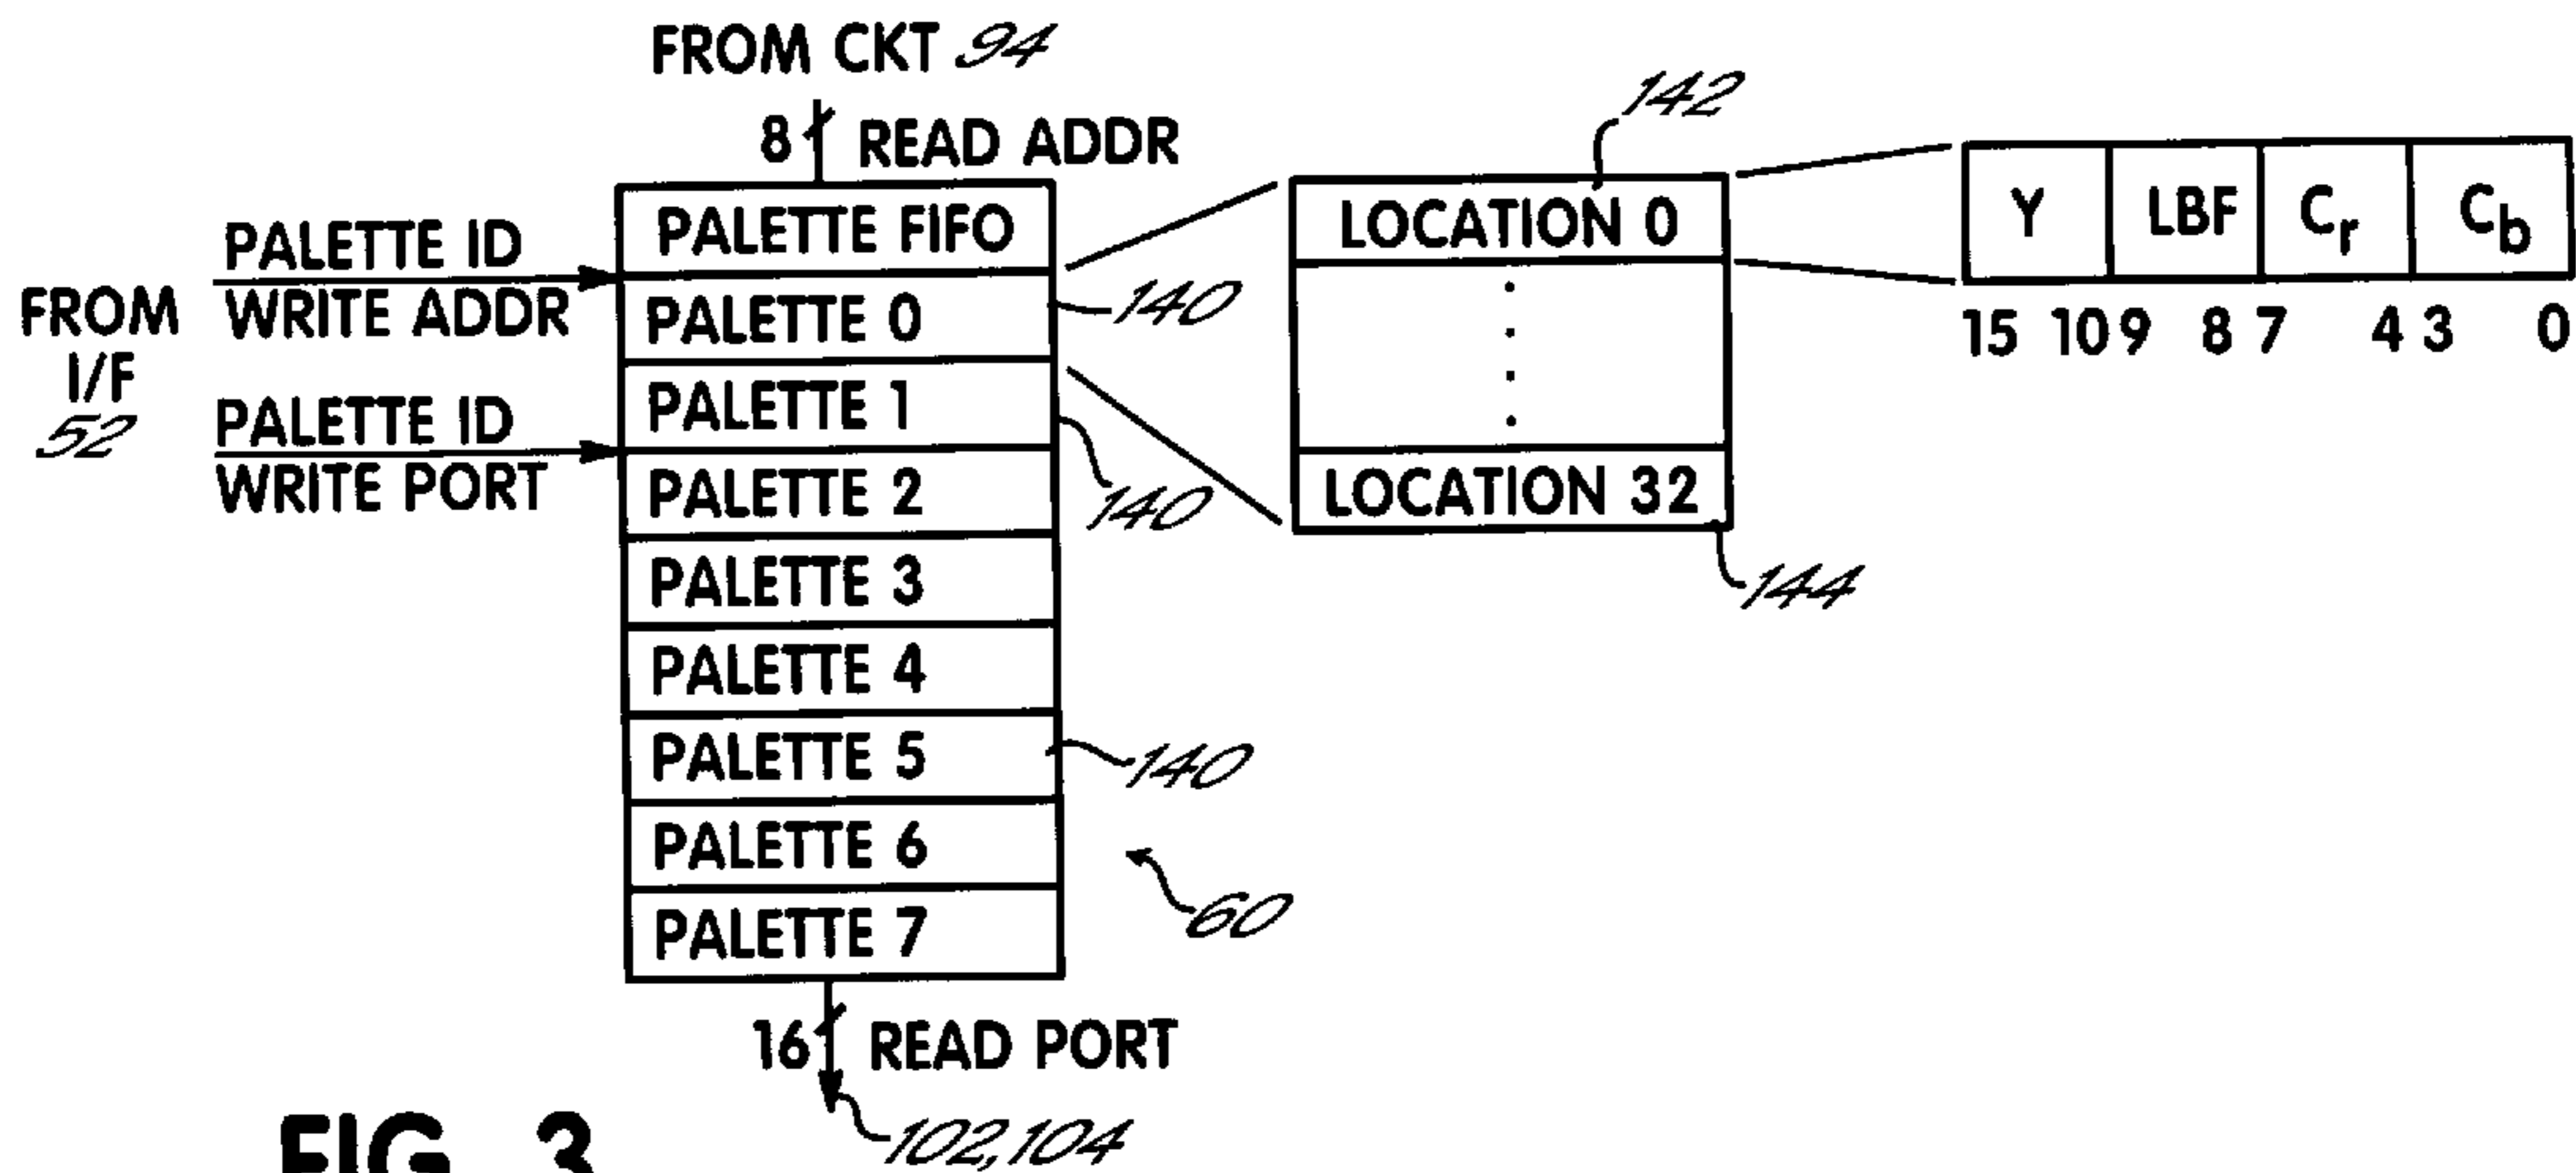 FROM CKT 94
8 READ ADDR
142
PALETTE FIFO
LOCATION 0
Y LBF Cr Cb
15 10 9 8 7 4 3 0
PALETTE ID
WRITE ADDR
FROM
I/F
52
PALETTE ID
WRITE PORT
PALETTE 0
140
PALETTE 1
140
PALETTE 2
LOCATION 32
144
PALETTE 3
PALETTE 4
PALETTE 5
140
PALETTE 6
60
PALETTE 7
16 READ PORT
102,104
FIG. 3